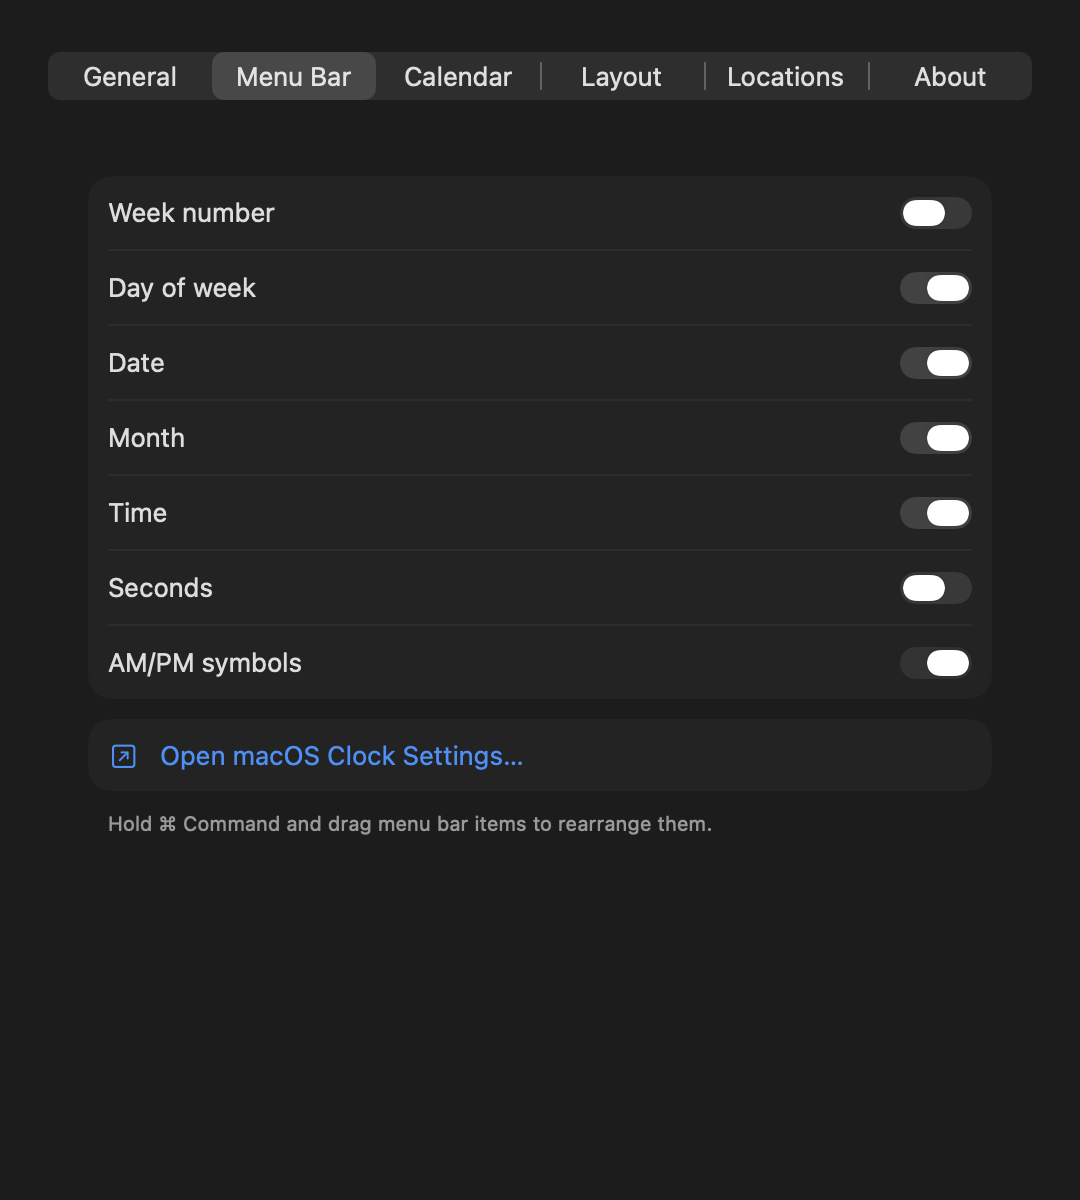 General Menu Bar Calendar Layout Locations About
Week number
Day of week
Date
Month
Time
Seconds
AM/PM symbols
Open macOS Clock Settings...
Hold ⌘ Command and drag menu bar items to rearrange them.